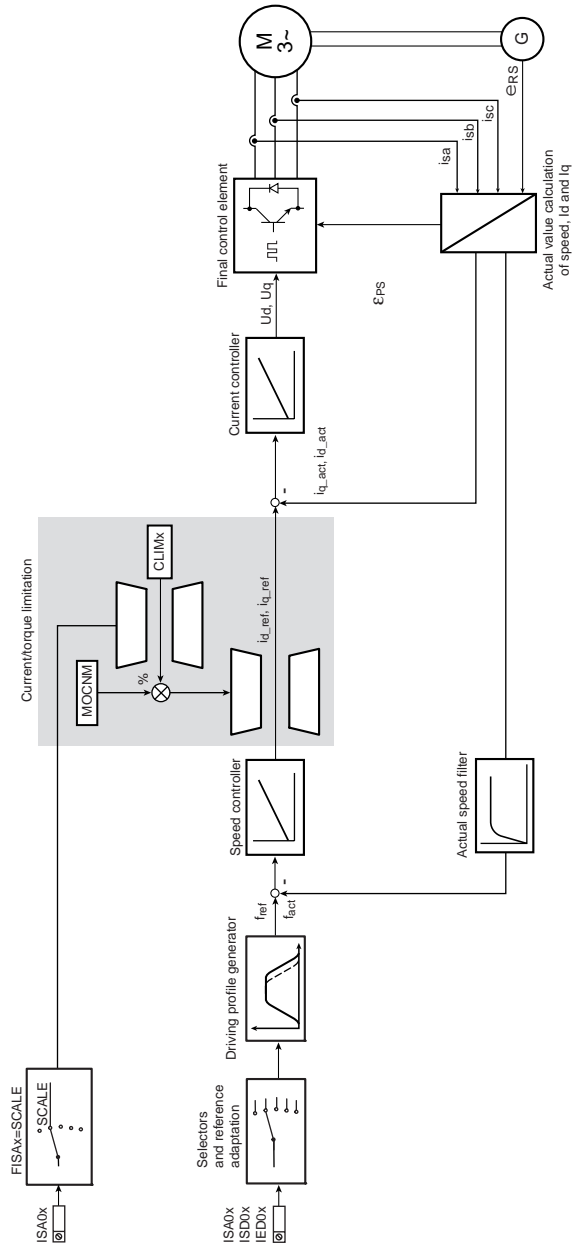 ISA0x
FISAx=SCALE
SCALE
ISA0x
ISD0x
IED0x
Selectors
and reference
adaptation
Driving profile generator
fref
fact
-
Speed controller
Current/torque limitation
MOCNM
%
CLIMx
id_ref, iq_ref
-
iq_act, id_act
Current controller
Ud, Uq
Final control element
M
3~
G
isa
isb
isc
eRS
εPS
Actual value calculation
of speed, Id and Iq
Actual speed filter